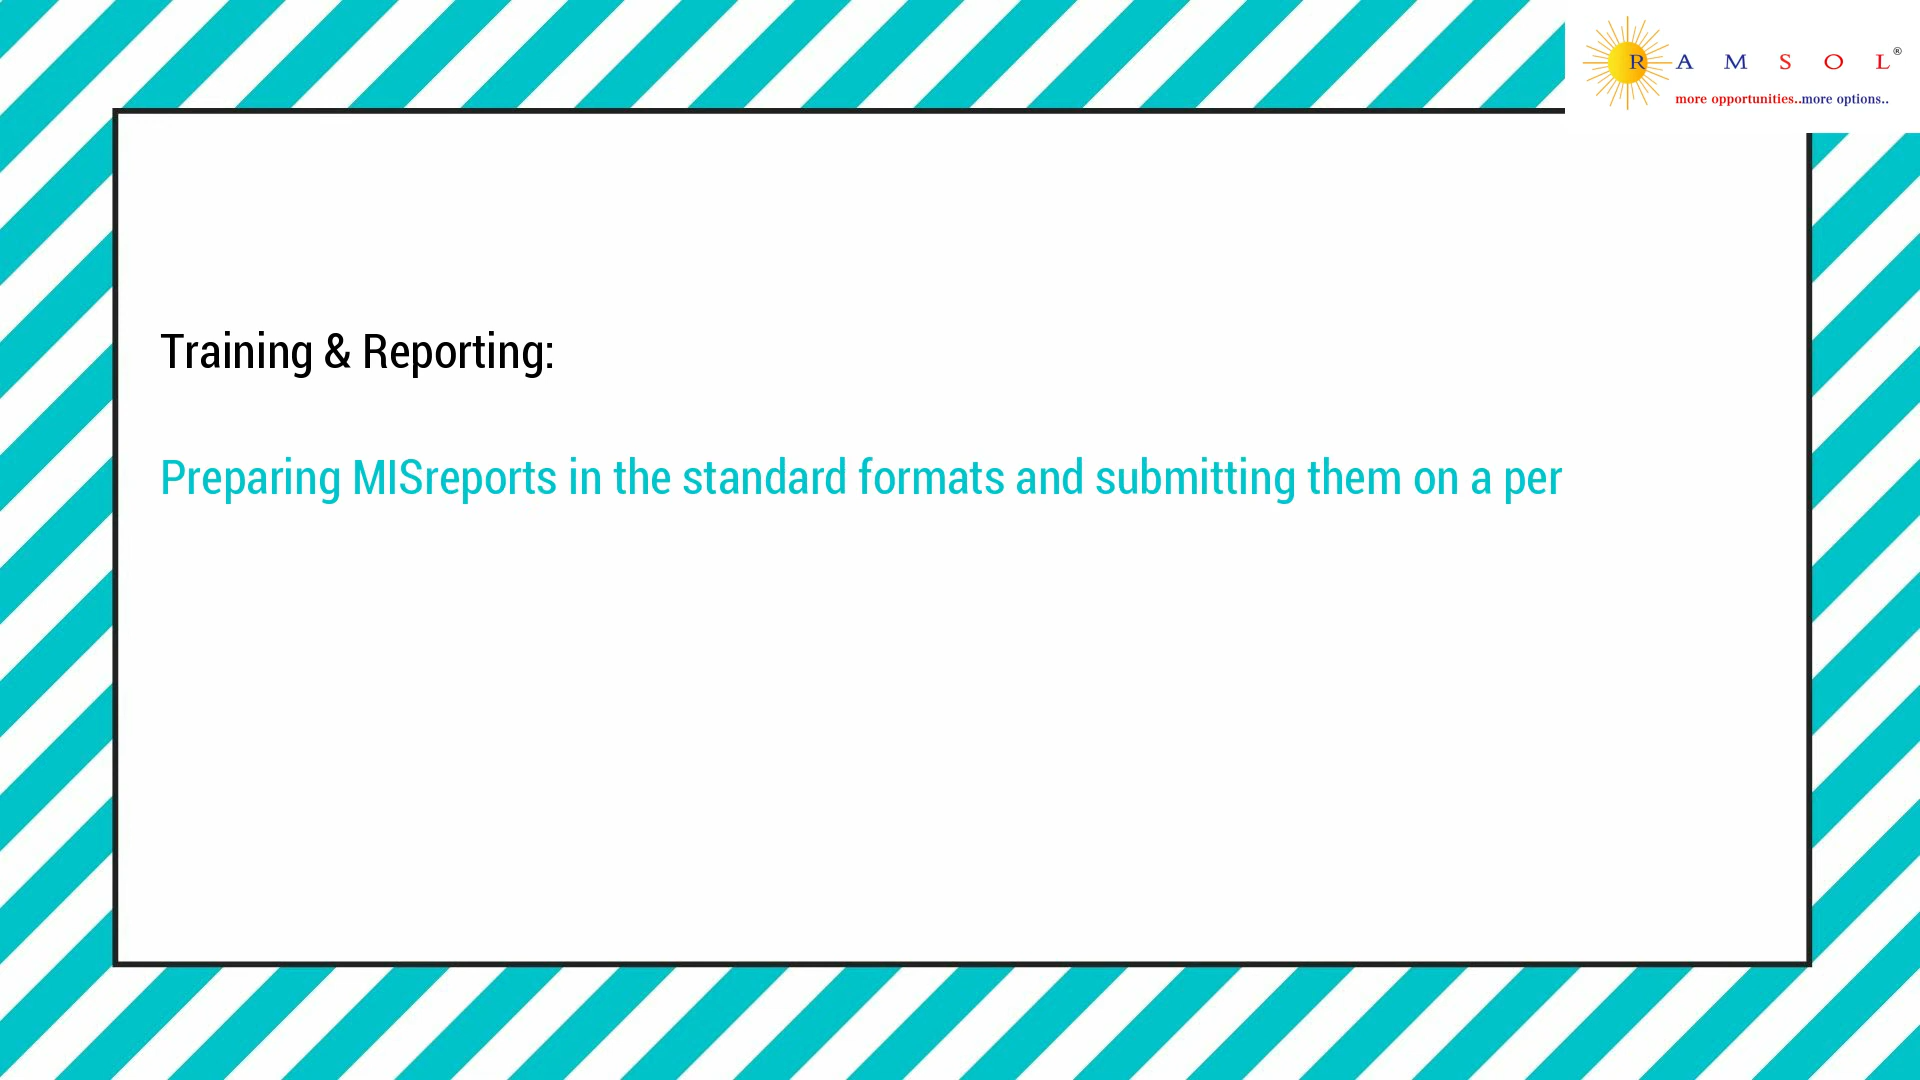 R A M S O L ®
more opportunities..more options..
Training & Reporting:
Preparing MISreports in the standard formats and submitting them on a per